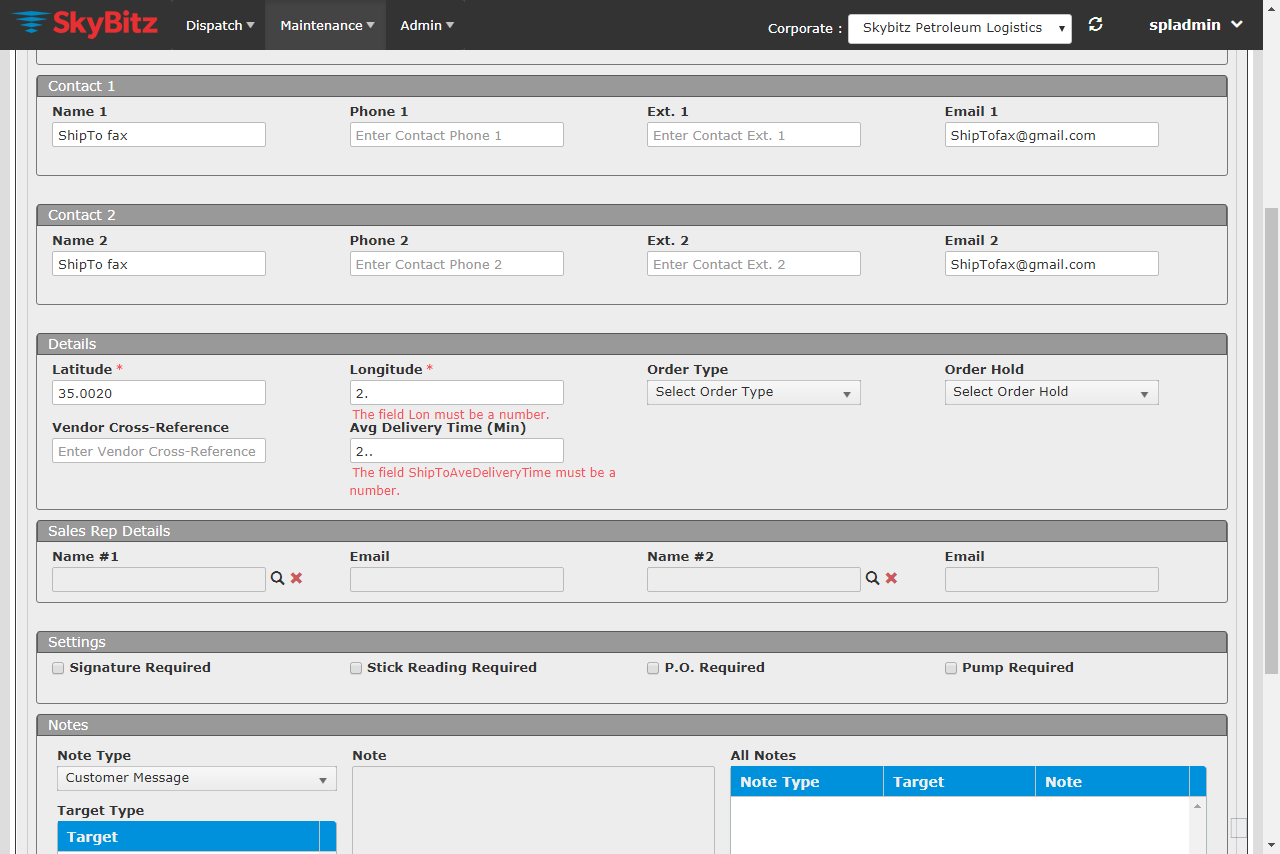 SkyBitz Dispatch Maintenance Admin Corporate : Skybitz Petroleum Logistics spladmin
Contact 1
Name 1 Phone 1 Ext. 1 Email 1
ShipTo fax Enter Contact Phone 1 Enter Contact Ext. 1 ShipTofax@gmail.com
Contact 2
Name 2 Phone 2 Ext. 2 Email 2
ShipTo fax Enter Contact Phone 2 Enter Contact Ext. 2 ShipTofax@gmail.com
Details
Latitude * Longitude * Order Type Order Hold
35.0020 2. Select Order Type Select Order Hold
The field Lon must be a number.
Vendor Cross-Reference Avg Delivery Time (Min)
Enter Vendor Cross-Reference 2..
The field ShipToAveDeliveryTime must be a
number.
Sales Rep Details
Name #1 Email Name #2 Email
Settings
Signature Required Stick Reading Required P.O. Required Pump Required
Notes
Note Type Note All Notes
Customer Message Note Type Target Note
Target Type
Target